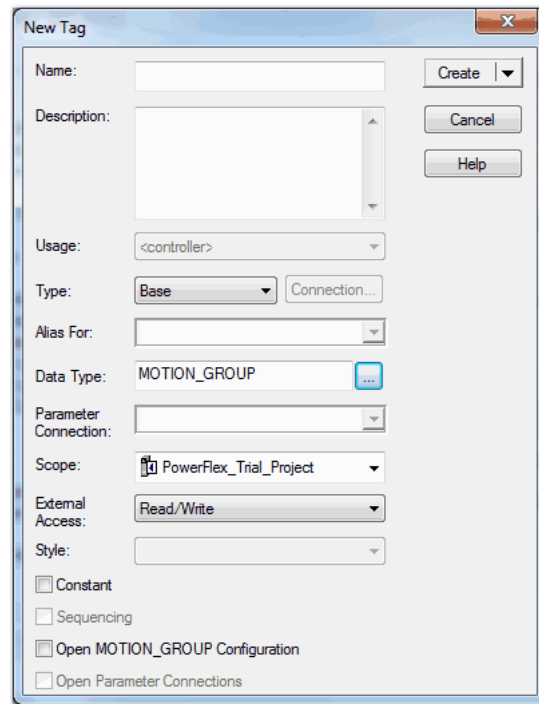 New Tag
Name:
Create
Description:
Cancel
Help
Usage: <controller>
Type: Base Connection...
Alias For:
Data Type: MOTION_GROUP ...
Parameter
Connection:
Scope: PowerFlex_Trial_Project
External
Access: Read/Write
Style:
Constant
Sequencing
Open MOTION_GROUP Configuration
Open Parameter Connections